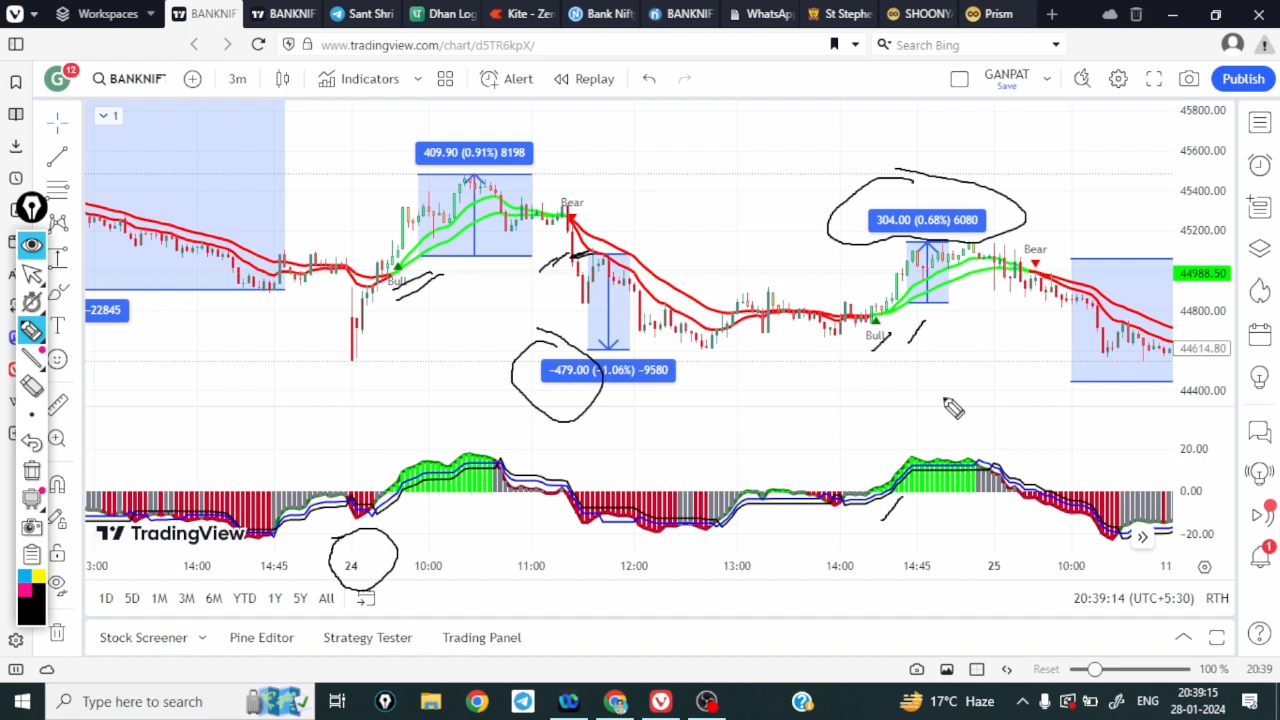 Workspaces
BANKNIF
BANKNIF
Sant Shri
Dhan Log
Kite - Zer
Bank Nift
BANKNIF
WhatsAp
St Stephe
SHOONY
Prism
www.tradingview.com/chart/d5TR6kpX/
Search Bing
G 12
BANKNIF
3m
Indicators
Alert
Replay
GANPAT
Save
Publish
1
409.90 (0.91%) 8198
Bear
Bull
-22845
−479.00 (−1.06%) −9580
304.00 (0.68%) 6080
Bear
Bull
45800.00
45600.00
45400.00
45200.00
44988.50
44800.00
44614.80
44400.00
20.00
0.00
−20.00
TradingView
3:00
14:00
14:45
24
10:00
11:00
12:00
13:00
14:00
14:45
25
10:00
11
1D 5D 1M 3M 6M YTD 1Y 5Y All
20:39:14 (UTC+5:30)
RTH
Stock Screener
Pine Editor
Strategy Tester
Trading Panel
1
Reset
100 %
20:39
Type here to search
17°C Haze
ENG
20:39:15
28-01-2024